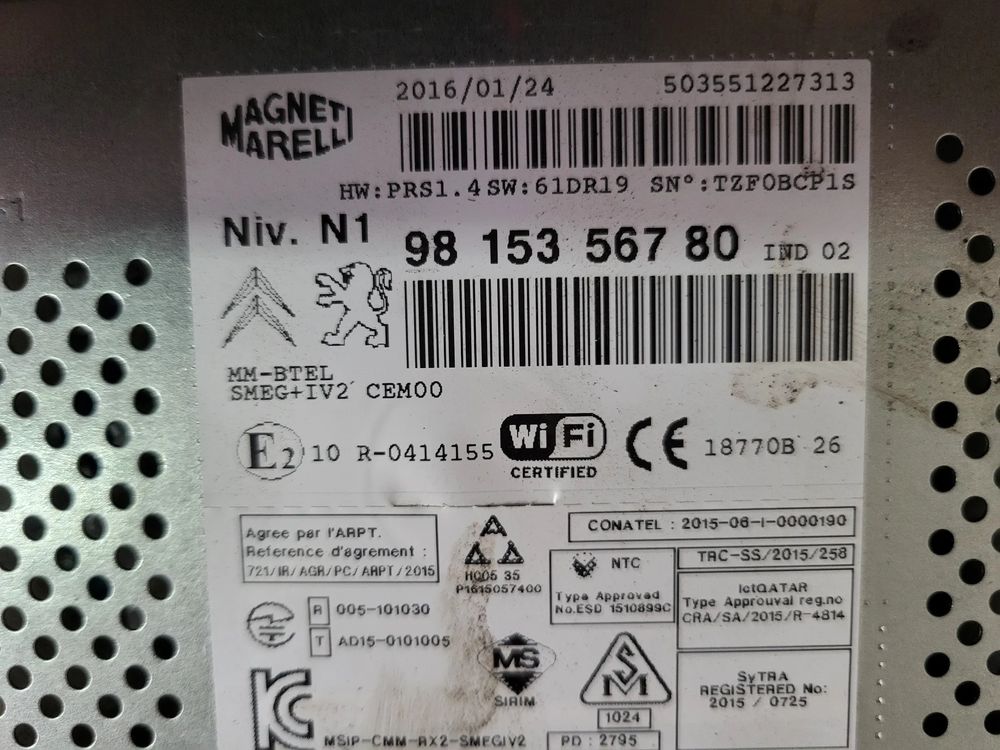 MAGNETI MARELLI
2016/01/24 503551227313
HW:PRS1.4 SW:61DR19 SN°:TZF0BCP1S
Niv. N1
98 153 567 80 IND 02
MM-BTEL
SMEG+IV2 CEM00
E2 10 R-0414155 WiFi CERTIFIED CE 18770B 26
Agree par l'ARPT.
Reference d'agrement :
721/IR/AGR/PC/ARPT/2015
HC05 35
P1615057400
CONATEL : 2015-06-I-0000190
NTC
Type Approved
No.ESD 1510899C
TRC-SS/2015/258
IctQATAR
Type Approval reg.no
CRA/SA/2015/R-4814
R 005-101030
T AD15-0101005
MS
SIRIM
SM
1024
SyTRA
REGISTERED No:
2015 / 0725
KC
MSIP-CMM-RX2-SMEGIV2
PD : 2795